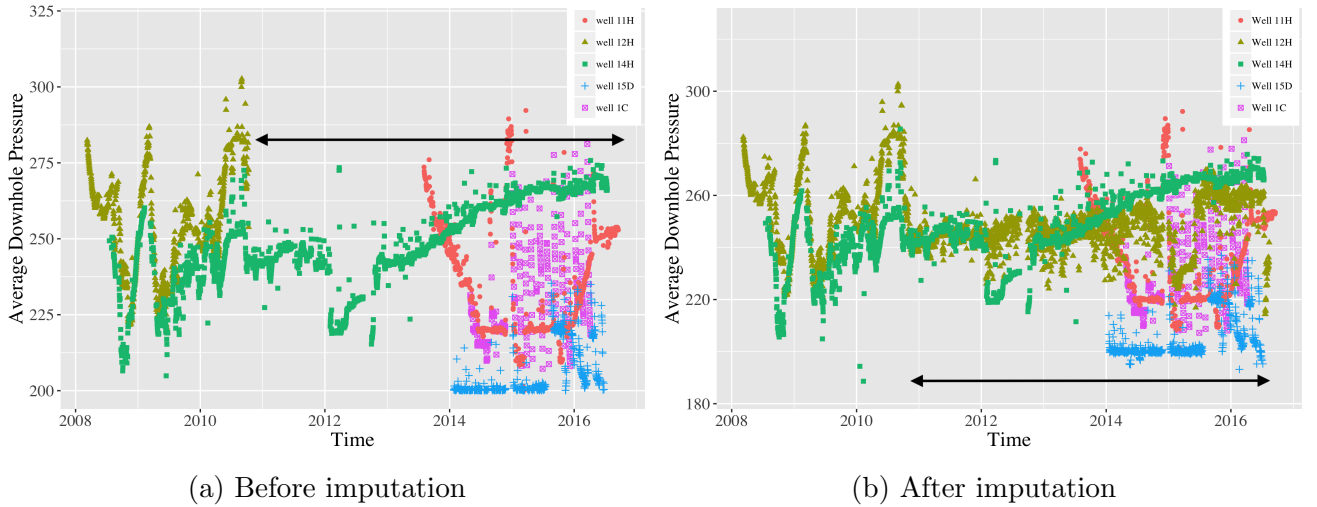 325
300
275
250
225
200
Average Downhole Pressure
2008
2010
2012
2014
2016
Time
well 11H
well 12H
well 14H
well 15D
well 1C
(a) Before imputation
300
260
220
180
Average Downhole Pressure
2008
2010
2012
2014
2016
Time
Well 11H
Well 12H
Well 14H
Well 15D
Well 1C
(b) After imputation